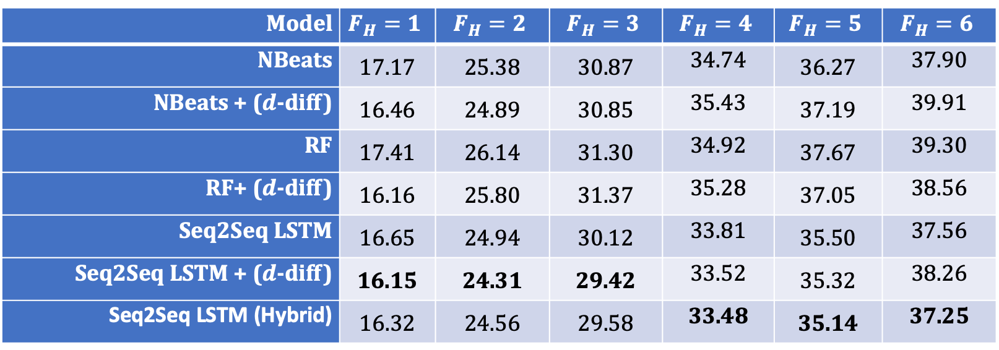 Model F_H = 1 F_H = 2 F_H = 3 F_H = 4 F_H = 5 F_H = 6
NBeats 17.17 25.38 30.87 34.74 36.27 37.90
NBeats + (d-diff) 16.46 24.89 30.85 35.43 37.19 39.91
RF 17.41 26.14 31.30 34.92 37.67 39.30
RF+ (d-diff) 16.16 25.80 31.37 35.28 37.05 38.56
Seq2Seq LSTM 16.65 24.94 30.12 33.81 35.50 37.56
Seq2Seq LSTM + (d-diff) 16.15 24.31 29.42 33.52 35.32 38.26
Seq2Seq LSTM (Hybrid) 16.32 24.56 29.58 33.48 35.14 37.25